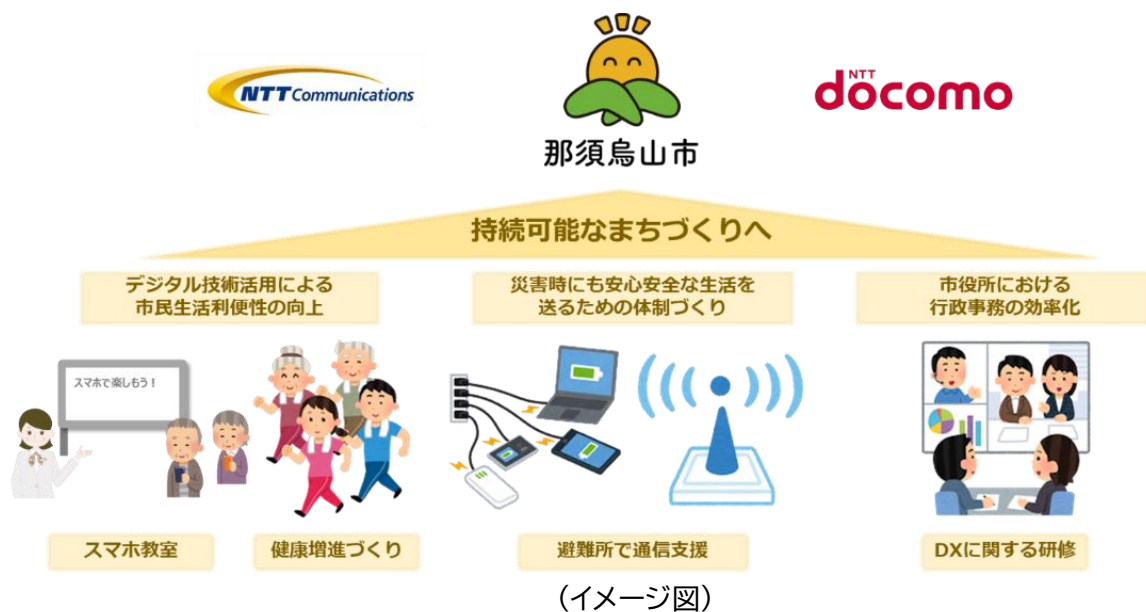 NTT Communications
那須烏山市
NTT
docomo
持続可能なまちづくりへ
デジタル技術活用による
市民生活利便性の向上
災害時にも安心安全な生活を
送るための体制づくり
市役所における
行政事務の効率化
スマホで楽しもう！
スマホ教室
健康増進づくり
避難所で通信支援
DXに関する研修
（イメージ図）